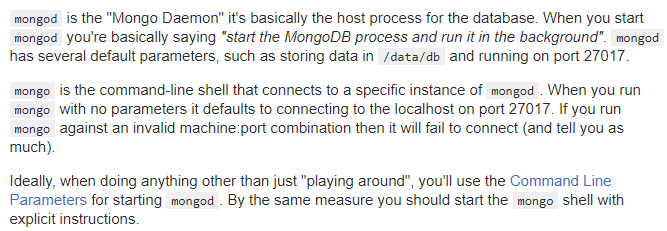 mongod is the "Mongo Daemon" it's basically the host process for the database. When you start
mongod you're basically saying "start the MongoDB process and run it in the background". mongod
has several default parameters, such as storing data in /data/db and running on port 27017.
mongo is the command-line shell that connects to a specific instance of mongod. When you run
mongo with no parameters it defaults to connecting to the localhost on port 27017. If you run
mongo against an invalid machine:port combination then it will fail to connect (and tell you as
much).
Ideally, when doing anything other than just "playing around", you'll use the Command Line
Parameters for starting mongod. By the same measure you should start the mongo shell with
explicit instructions.